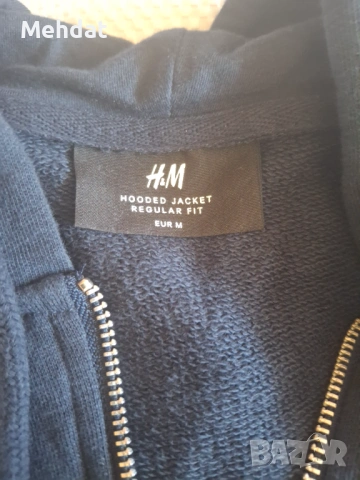 Mehdat
H&M
HOODED JACKET
REGULAR FIT
EUR M
BAZAR